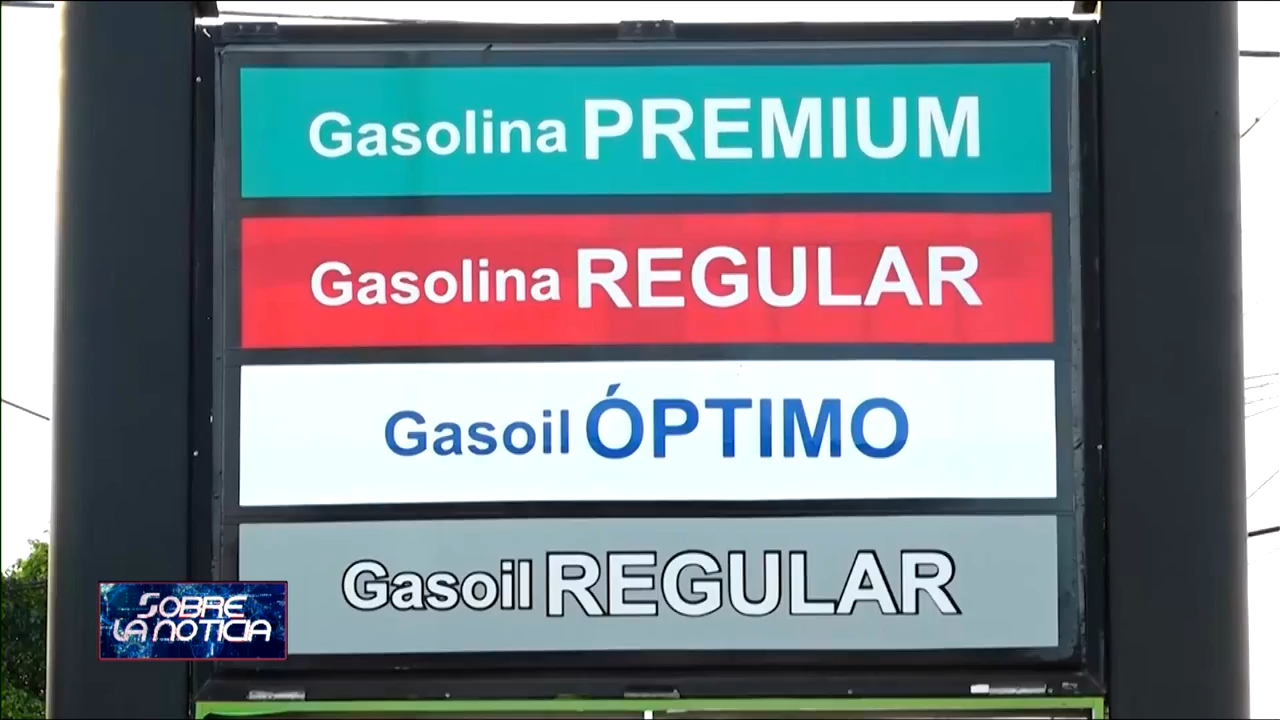 Gasolina PREMIUM
Gasolina REGULAR
Gasoil ÓPTIMO
Gasoil REGULAR
SOBRE
LA NOTICIA